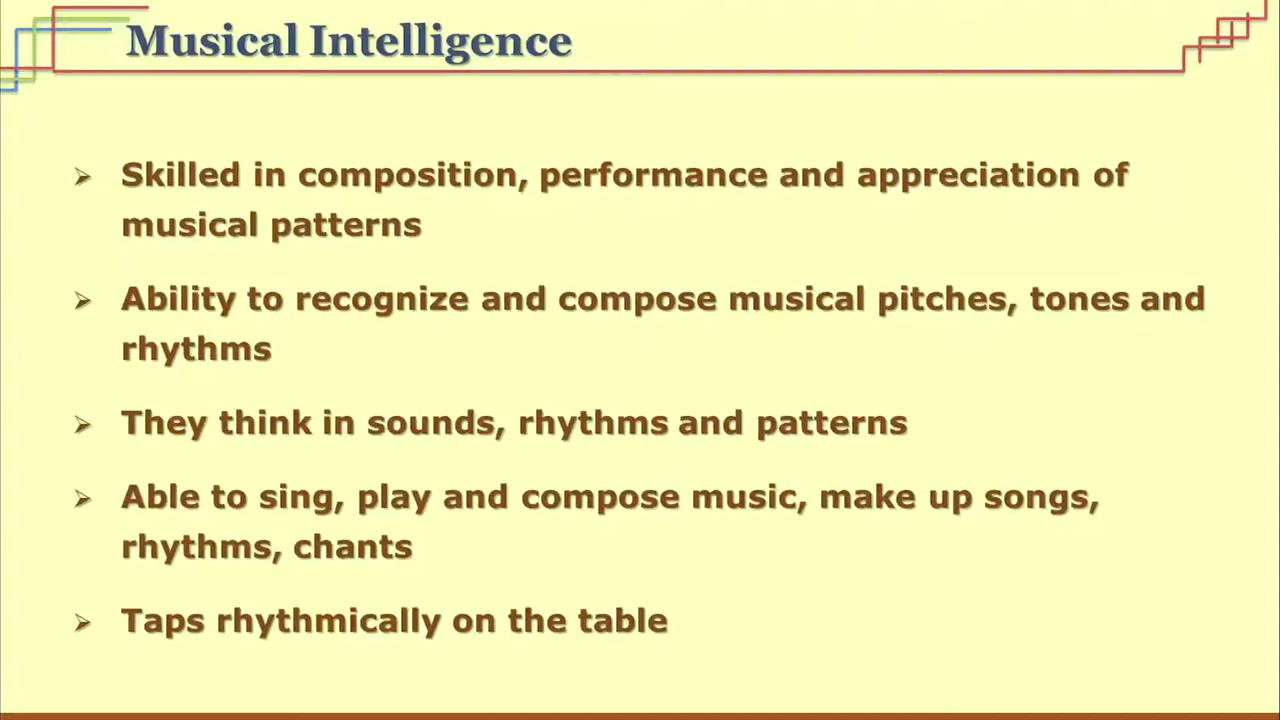 Musical Intelligence
Skilled in composition, performance and appreciation of
musical patterns
Ability to recognize and compose musical pitches, tones and
rhythms
They think in sounds, rhythms and patterns
Able to sing, play and compose music, make up songs,
rhythms, chants
Taps rhythmically on the table